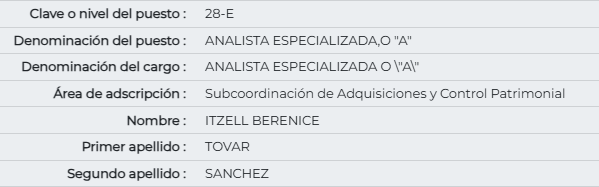 Clave o nivel del puesto : 28-E
Denominación del puesto : ANALISTA ESPECIALIZADA,O "A"
Denominación del cargo : ANALISTA ESPECIALIZADA O \"A\"
Área de adscripción : Subcoordinación de Adquisiciones y Control Patrimonial
Nombre : ITZELL BERENICE
Primer apellido : TOVAR
Segundo apellido : SANCHEZ